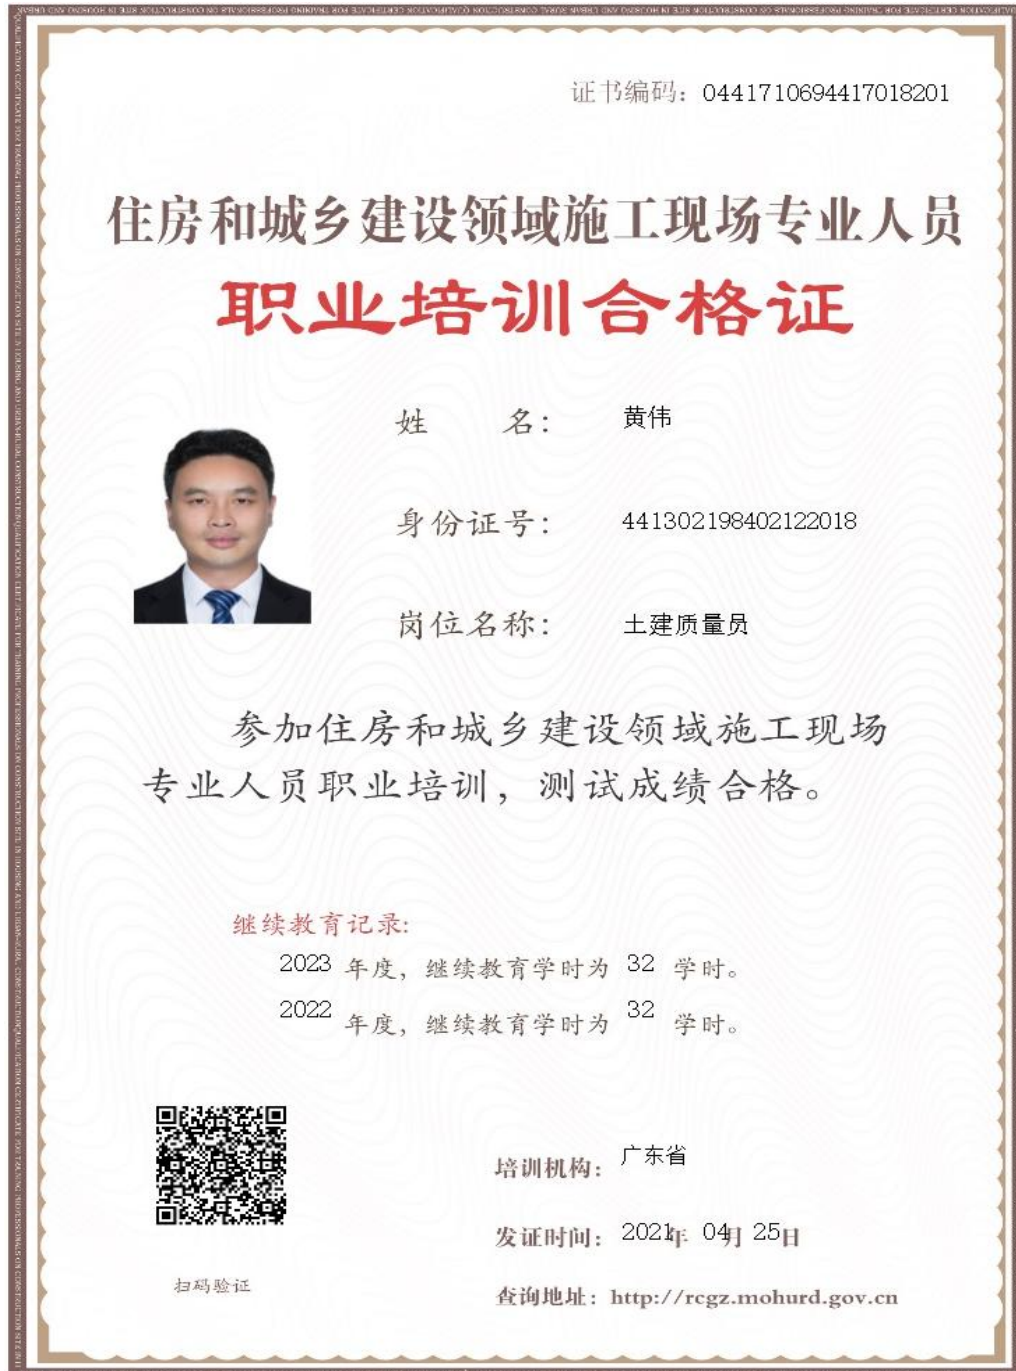 证书编码：0441710694417018201
住房和城乡建设领域施工现场专业人员
职业培训合格证
姓 名： 黄伟
身份证号： 441302198402122018
岗位名称： 土建质量员
参加住房和城乡建设领域施工现场
专业人员职业培训，测试成绩合格。
继续教育记录:
2023 年度，继续教育学时为 32 学时。
2022 年度，继续教育学时为 32 学时。
培训机构： 广东省
发证时间： 2021年 04月 25日
扫码验证
查询地址：http://rcgz.mohurd.gov.cn